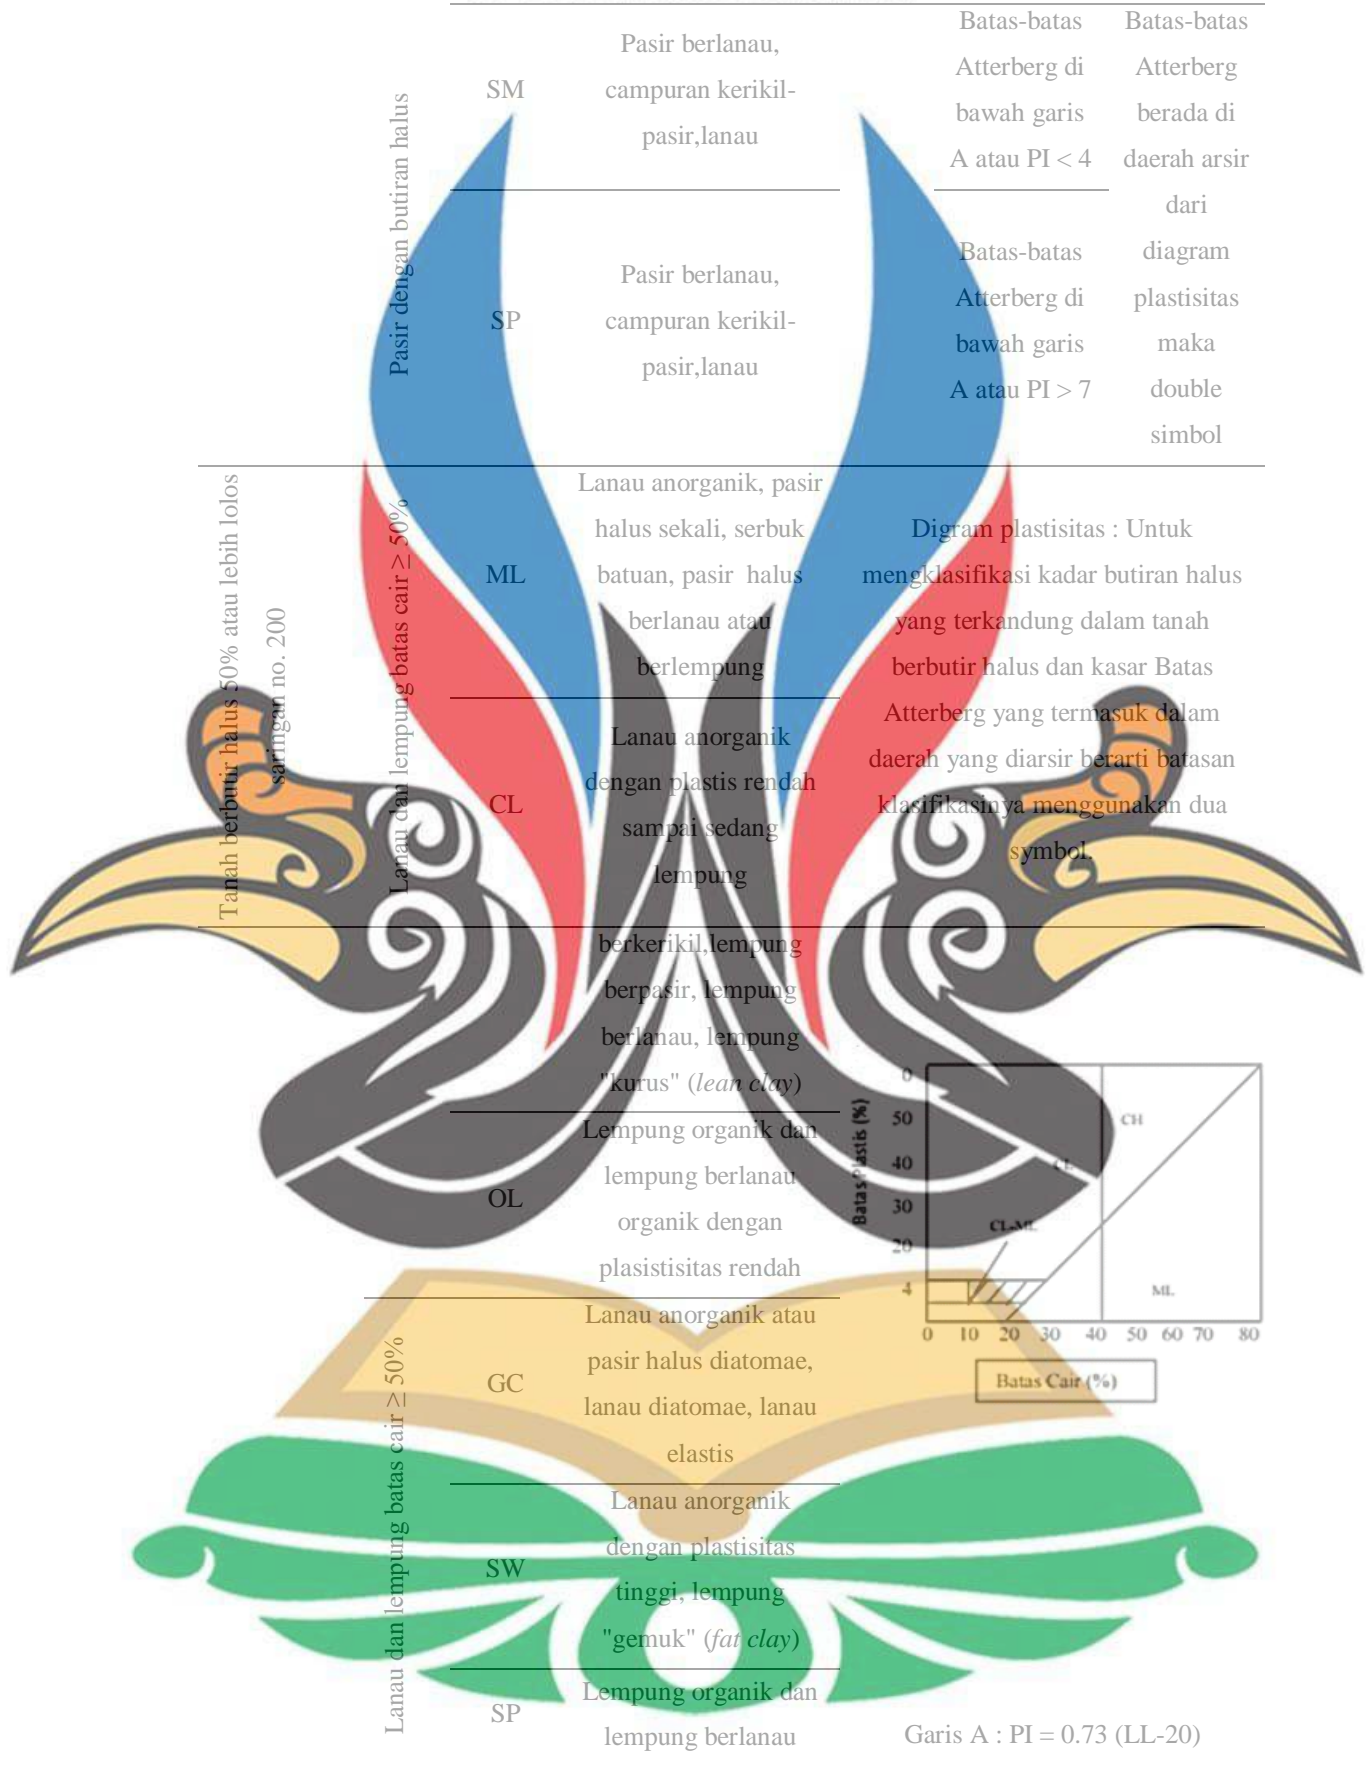 SM
Pasir berlanau,
campuran kerikil-
pasir,lanau
Batas-batas
Atterberg di
bawah garis
A atau PI < 4
Batas-batas
Atterberg
berada di
daerah arsir
dari
diagram
plastisitas
maka
double
simbol
Pasir dengan butiran halus
SP
Pasir berlanau,
campuran kerikil-
pasir,lanau
Batas-batas
Atterberg di
bawah garis
A atau PI > 7
Tanah berbutir halus 50% atau lebih lolos
saringan no. 200
Lanau dan lempung batas cair ≥ 50%
ML
Lanau anorganik, pasir
halus sekali, serbuk
batuan, pasir halus
berlanau atau
berlempung
Digram plastisitas : Untuk
mengklasifikasi kadar butiran halus
yang terkandung dalam tanah
berbutir halus dan kasar Batas
Atterberg yang termasuk dalam
daerah yang diarsir berarti batasan
klasifikasinya menggunakan dua
symbol.
CL
Lanau anorganik
dengan plastis rendah
sampai sedang
lempung
berkerikil,lempung
berpasir, lempung
berlanau, lempung
"kurus" (lean clay)
OL
Lempung organik dan
lempung berlanau
organik dengan
plasistisitas rendah
Batas Plastis (%)
0
50
40
30
20
4
CH
CL
CL-ML
ML
0 10 20 30 40 50 60 70 80
Batas Cair (%)
Lanau dan lempung batas cair ≥ 50%
GC
Lanau anorganik atau
pasir halus diatomae,
lanau diatomae, lanau
elastis
SW
Lanau anorganik
dengan plastisitas
tinggi, lempung
"gemuk" (fat clay)
SP
Lempung organik dan
lempung berlanau
Garis A : PI = 0.73 (LL-20)